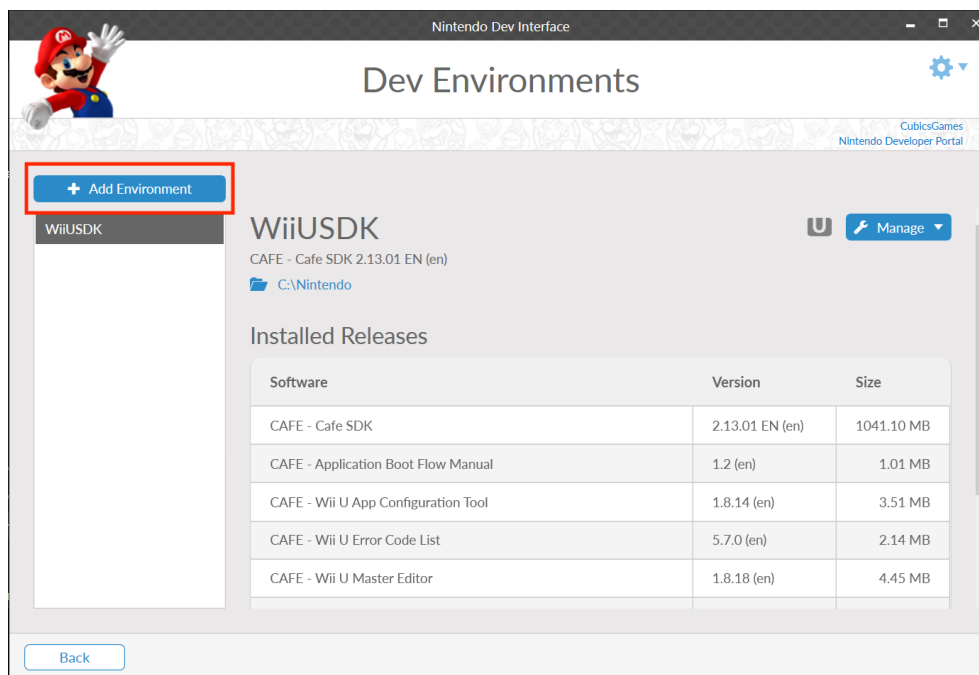 Nintendo Dev Interface
Dev Environments
CubicsGames
Nintendo Developer Portal
+ Add Environment
WiiUSDK
WiiUSDK
U
Manage
CAFE - Cafe SDK 2.13.01 EN (en)
C:\Nintendo
Installed Releases
Software Version Size
CAFE - Cafe SDK 2.13.01 EN (en) 1041.10 MB
CAFE - Application Boot Flow Manual 1.2 (en) 1.01 MB
CAFE - Wii U App Configuration Tool 1.8.14 (en) 3.51 MB
CAFE - Wii U Error Code List 5.7.0 (en) 2.14 MB
CAFE - Wii U Master Editor 1.8.18 (en) 4.45 MB
Back